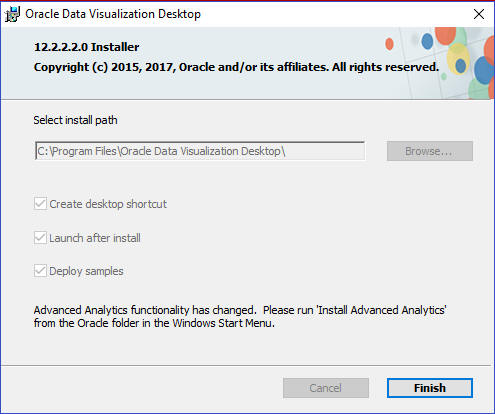 Oracle Data Visualization Desktop
12.2.2.2.0 Installer
Copyright (c) 2015, 2017, Oracle and/or its affiliates. All rights reserved.
Select install path
C:\Program Files\Oracle Data Visualization Desktop\
Browse...
Create desktop shortcut
Launch after install
Deploy samples
Advanced Analytics functionality has changed.  Please run 'Install Advanced Analytics'
from the Oracle folder in the Windows Start Menu.
Cancel
Finish